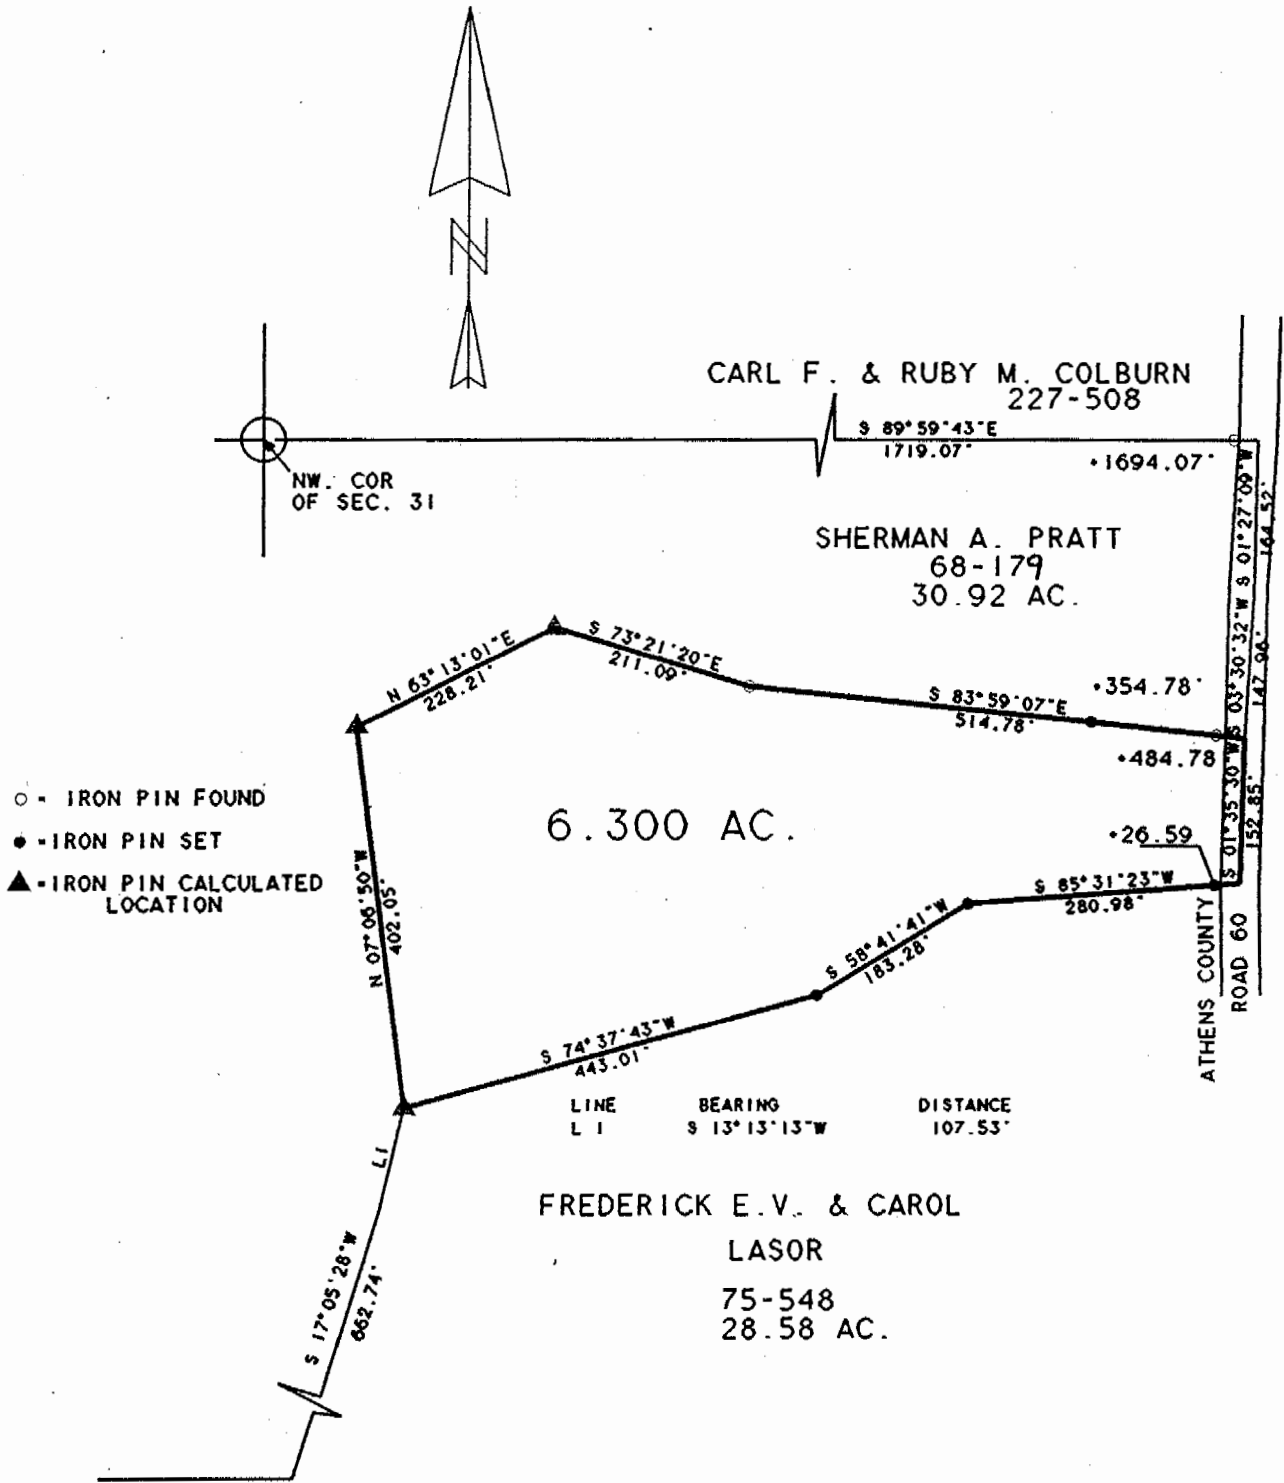 N
CARL F. & RUBY M. COLBURN
227-508
S 89°59'43"E
1719.07'
+1694.07'
NW. COR
OF SEC. 31
S 01°27'09"W
164.52'
SHERMAN A. PRATT
68-179
30.92 AC.
S 03°30'32"W
147.96'
N 63°13'01"E
228.21'
S 73°21'20"E
211.09'
+354.78'
S 83°59'07"E
514.78'
+484.78
○ - IRON PIN FOUND
● - IRON PIN SET
▲ - IRON PIN CALCULATED
LOCATION
6.300 AC.
S 01°35'30"W
152.85'
+26.59
N 07°06'50"W
402.05'
S 85°31'23"W
280.98'
S 58°41'41"W
183.28'
ATHENS COUNTY
ROAD 60
S 74°37'43"W
443.01'
LINE BEARING DISTANCE
L 1 S 13°13'13"W 107.53'
L1
FREDERICK E.V. & CAROL
LASOR
75-548
28.58 AC.
S 17°05'28"W
662.74'